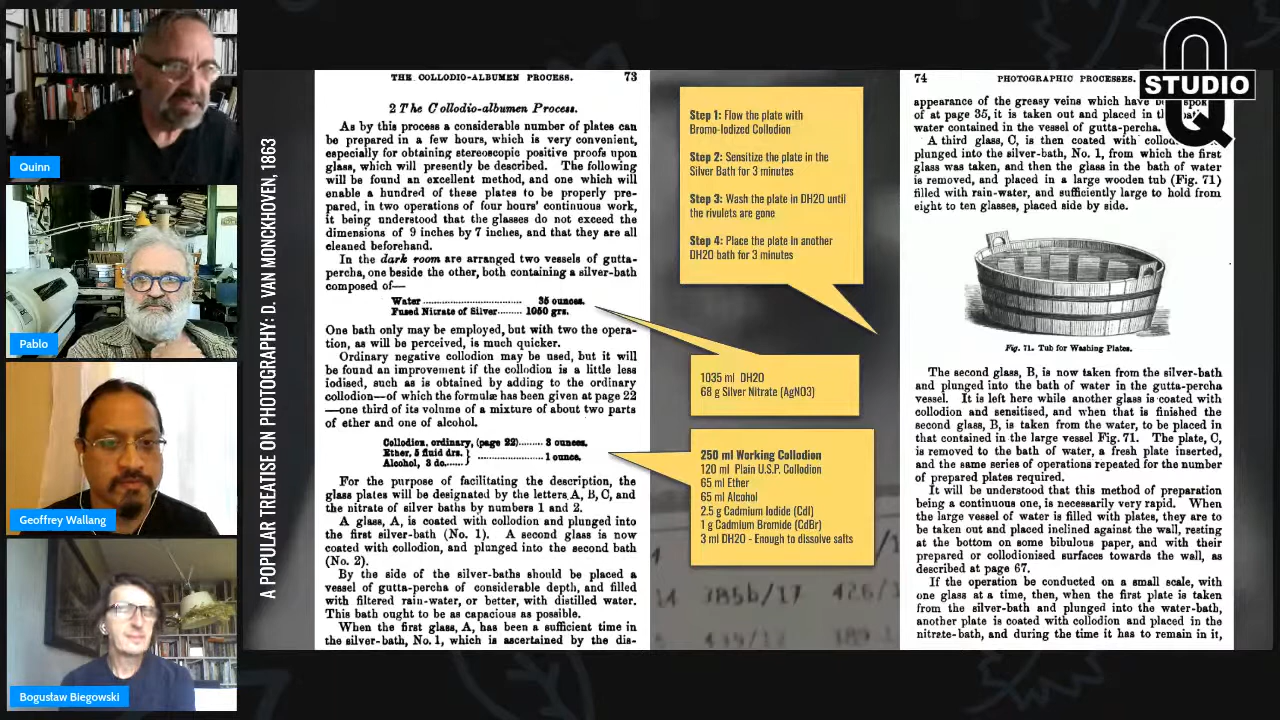 Quinn
Pablo
Geoffrey Wallang
Bogustaw Biegowski
A POPULAR TREATISE ON PHOTOGRAPHY: D. VAN MONCKHOVEN, 1863
THE COLLODIO-ALBUMEN PROCESS. 73
2 The Collodio-albumen Process.
As by this process a considerable number of plates can
be prepared in a few hours, which is very convenient,
especially for obtaining stereoscopic positive proofs upon
glass, which will presently be described. The following
will be found an excellent method, and one which will
enable a hundred of these plates to be properly pre-
pared, in two operations of four hours' continuous work,
it being understood that the glasses do not exceed the
dimensions of 9 inches by 7 inches, and that they are all
cleaned beforehand.
In the dark room are arranged two vessels of gutta-
percha, one beside the other, both containing a silver-bath
composed of—
Water 35 ounces.
Fused Nitrate of Silver 1050 grs.
One bath only may be employed, but with two the opera-
tion, as will be perceived, is much quicker.
Ordinary negative collodion may be used, but it will
be found an improvement if the collodion is a little less
iodised, such as is obtained by adding to the ordinary
collodion—of which the formulæ has been given at page 22
—one third of its volume of a mixture of about two parts
of ether and one of alcohol.
Collodion, ordinary, (page 22) 3 ounces.
Ether, 5 fluid drs. } 1 ounce.
Alcohol, 3 do.
For the purpose of facilitating the description, the
glass plates will be designated by the letters A, B, C, and
the nitrate of silver baths by numbers 1 and 2.
A glass, A, is coated with collodion and plunged into
the first silver-bath (No. 1). A second glass is now
coated with collodion, and plunged into the second bath
(No. 2).
By the side of the silver-baths should be placed a
vessel of gutta-percha of considerable depth, and filled
with filtered rain-water, or better, with distilled water.
This bath ought to be as capacious as possible.
When the first glass, A, has been a sufficient time in
the silver-bath, No. 1, which is ascertained by the dis-
Step 1: Flow the plate with
Bromo-Iodized Collodion
Step 2: Sensitize the plate in the
Silver Bath for 3 minutes
Step 3: Wash the plate in DH2O until
the rivulets are gone
Step 4: Place the plate in another
DH2O bath for 3 minutes
1035 ml DH2O
68 g Silver Nitrate (AgNO3)
250 ml Working Collodion
120 ml Plain U.S.P. Collodion
65 ml Ether
65 ml Alcohol
2.5 g Cadmium Iodide (CdI)
1 g Cadmium Bromide (CdBr)
3 ml DH2O - Enough to dissolve salts
385b/17
STUDIO
Q
74 PHOTOGRAPHIC PROCESSES.
appearance of the greasy veins which have
of at page 35, it is taken out and placed in
water contained in the vessel of gutta-percha.
A third glass, C, is then coated with
plunged into the silver-bath, No. 1, from which the first
glass was taken, and then the glass in the bath of water
is removed, and placed in a large wooden tub (Fig. 71)
filled with rain-water, and sufficiently large to hold from
eight to ten glasses, placed side by side.
Fig. 71. Tub for Washing Plates.
The second glass, B, is now taken from the silver-bath
and plunged into the bath of water in the gutta-percha
vessel. It is left here while another glass is coated with
collodion and sensitised, and when that is finished the
second glass, B, is taken from the water, to be placed in
that contained in the large vessel Fig. 71. The plate, C,
is removed to the bath of water, a fresh plate inserted,
and the same series of operations repeated for the number
of prepared plates required.
It will be understood that this method of preparation
being a continuous one, is necessarily very rapid. When
the large vessel of water is filled with plates, they are to
be taken out and placed inclined against the wall, resting
at the bottom on some bibulous paper, and with their
prepared or collodionised surfaces towards the wall, as
described at page 67.
If the operation be conducted on a small scale, with
one glass at a time, then, when the first plate is taken
from the silver-bath and plunged into the water-bath,
another plate is coated with collodion and placed in the
nitrate-bath, and during the time it has to remain in it,